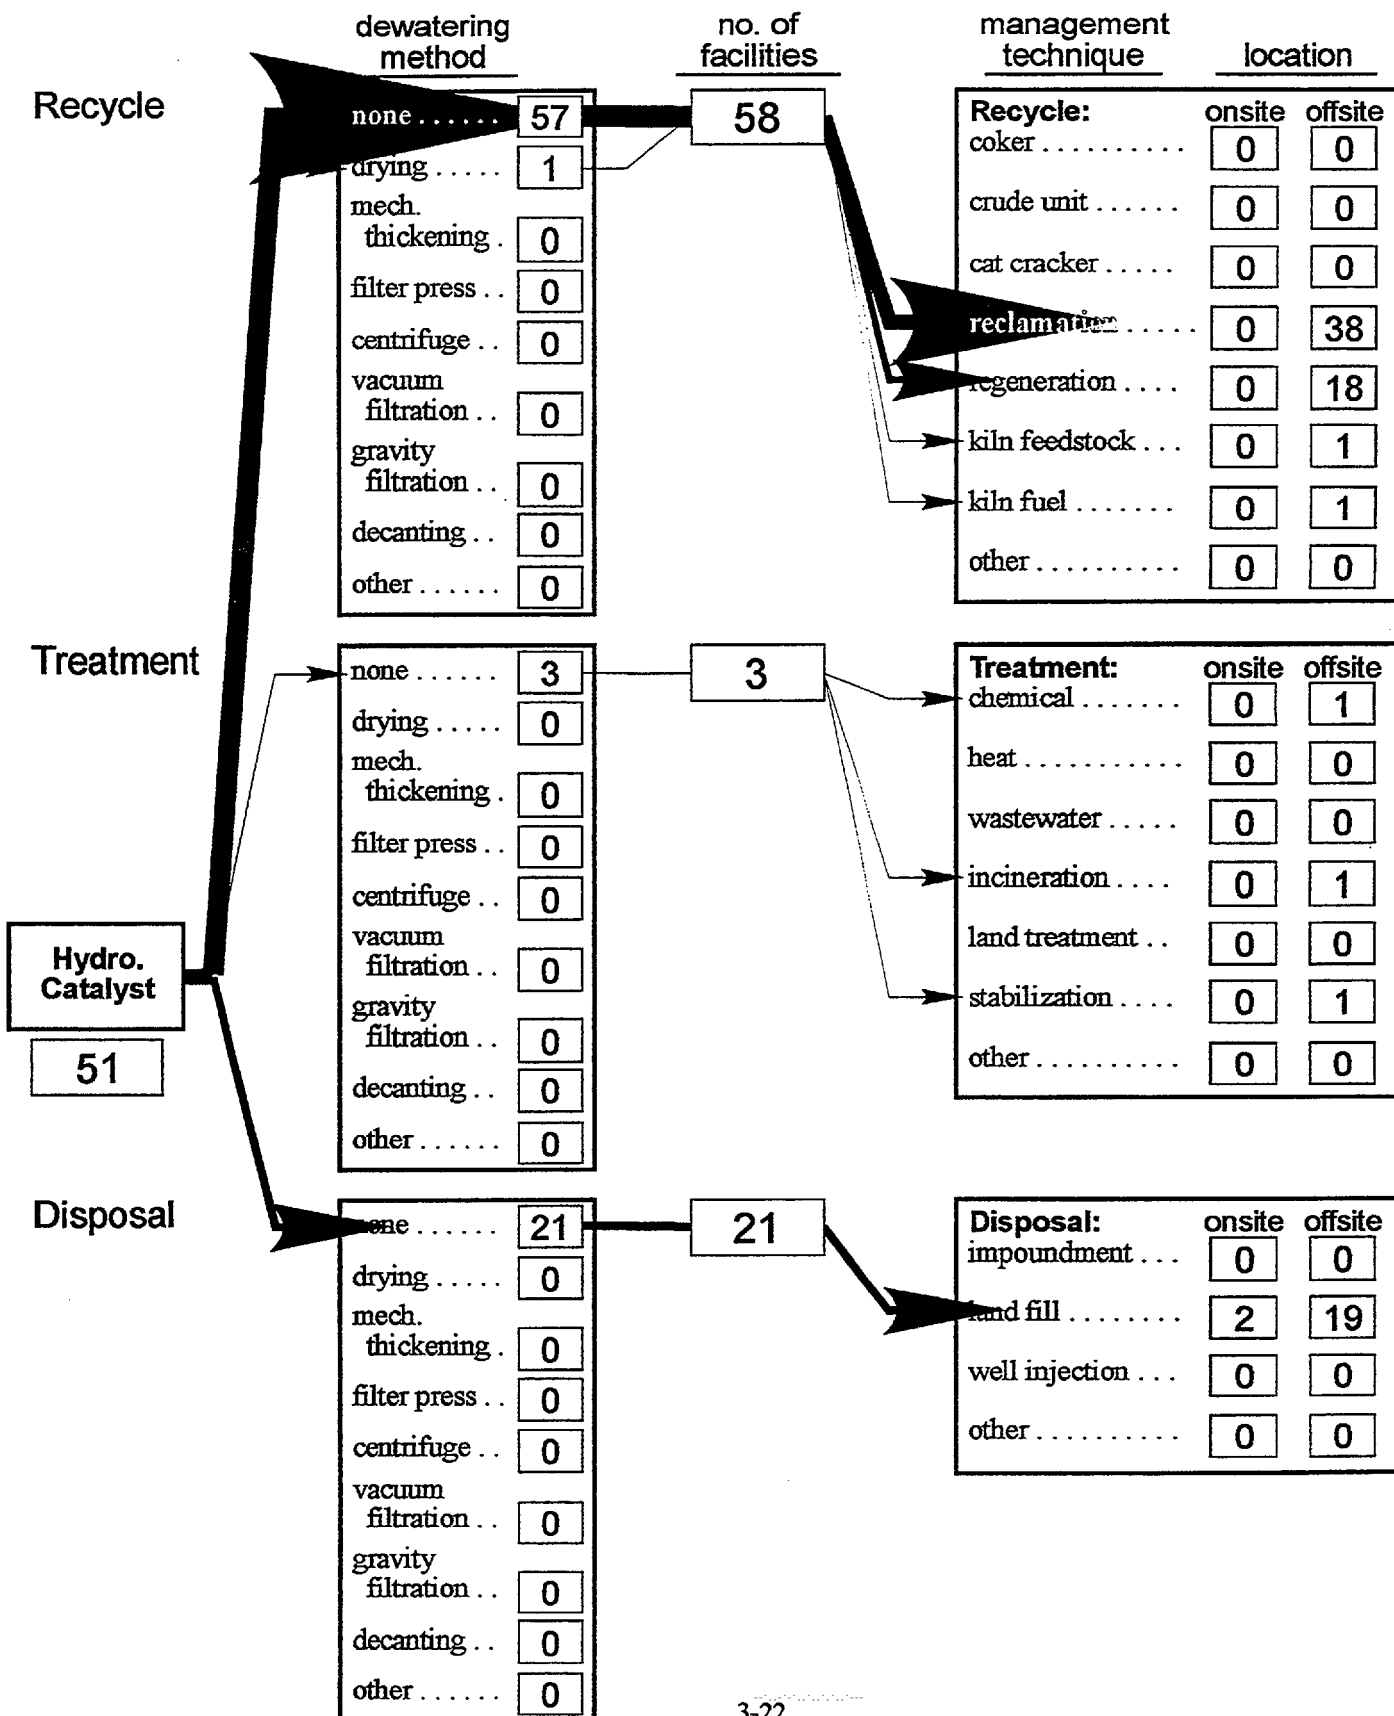 dewatering method
no. of facilities
management technique
location
Recycle
none ...... 57
drying ..... 1
mech.
thickening . 0
filter press .. 0
centrifuge .. 0
vacuum
filtration .. 0
gravity
filtration .. 0
decanting .. 0
other ...... 0
58
Recycle: onsite offsite
coker .......... 0 0
crude unit ...... 0 0
cat cracker ..... 0 0
reclamation ..... 0 38
regeneration .... 0 18
kiln feedstock ... 0 1
kiln fuel ....... 0 1
other .......... 0 0
Treatment
none ...... 3
drying ..... 0
mech.
thickening . 0
filter press .. 0
centrifuge .. 0
vacuum
filtration .. 0
gravity
filtration .. 0
decanting .. 0
other ...... 0
3
Treatment: onsite offsite
chemical ....... 0 1
heat ........... 0 0
wastewater ..... 0 0
incineration .... 0 1
land treatment .. 0 0
stabilization .... 0 1
other .......... 0 0
Hydro.
Catalyst
51
Disposal
none ...... 21
drying ..... 0
mech.
thickening . 0
filter press .. 0
centrifuge .. 0
vacuum
filtration .. 0
gravity
filtration .. 0
decanting .. 0
other ...... 0
21
Disposal: onsite offsite
impoundment ... 0 0
land fill ........ 2 19
well injection ... 0 0
other .......... 0 0
3-22